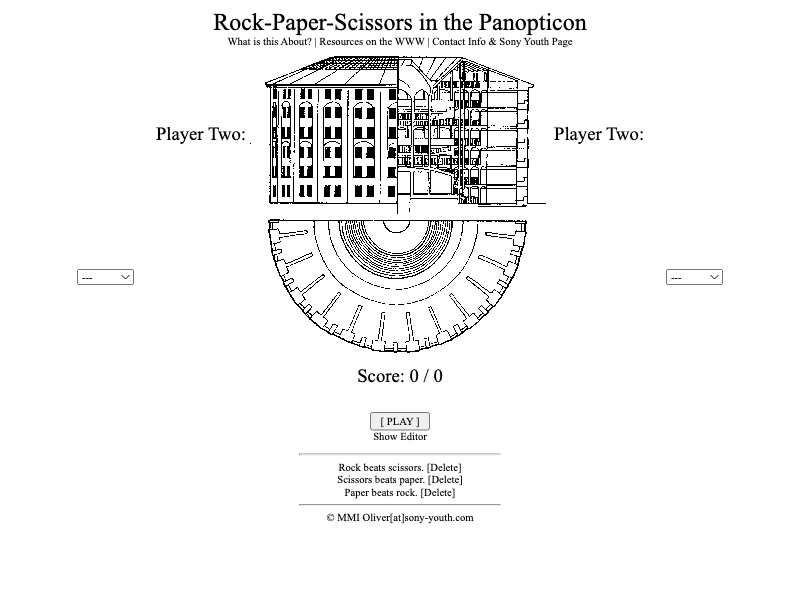 Rock-Paper-Scissors in the Panopticon
What is this About? | Resources on the WWW | Contact Info & Sony Youth Page
Player Two:
Player Two:
---
---
Score: 0 / 0
[ PLAY ]
Show Editor
Rock beats scissors. [Delete]
Scissors beats paper. [Delete]
Paper beats rock. [Delete]
© MMI Oliver[at]sony-youth.com